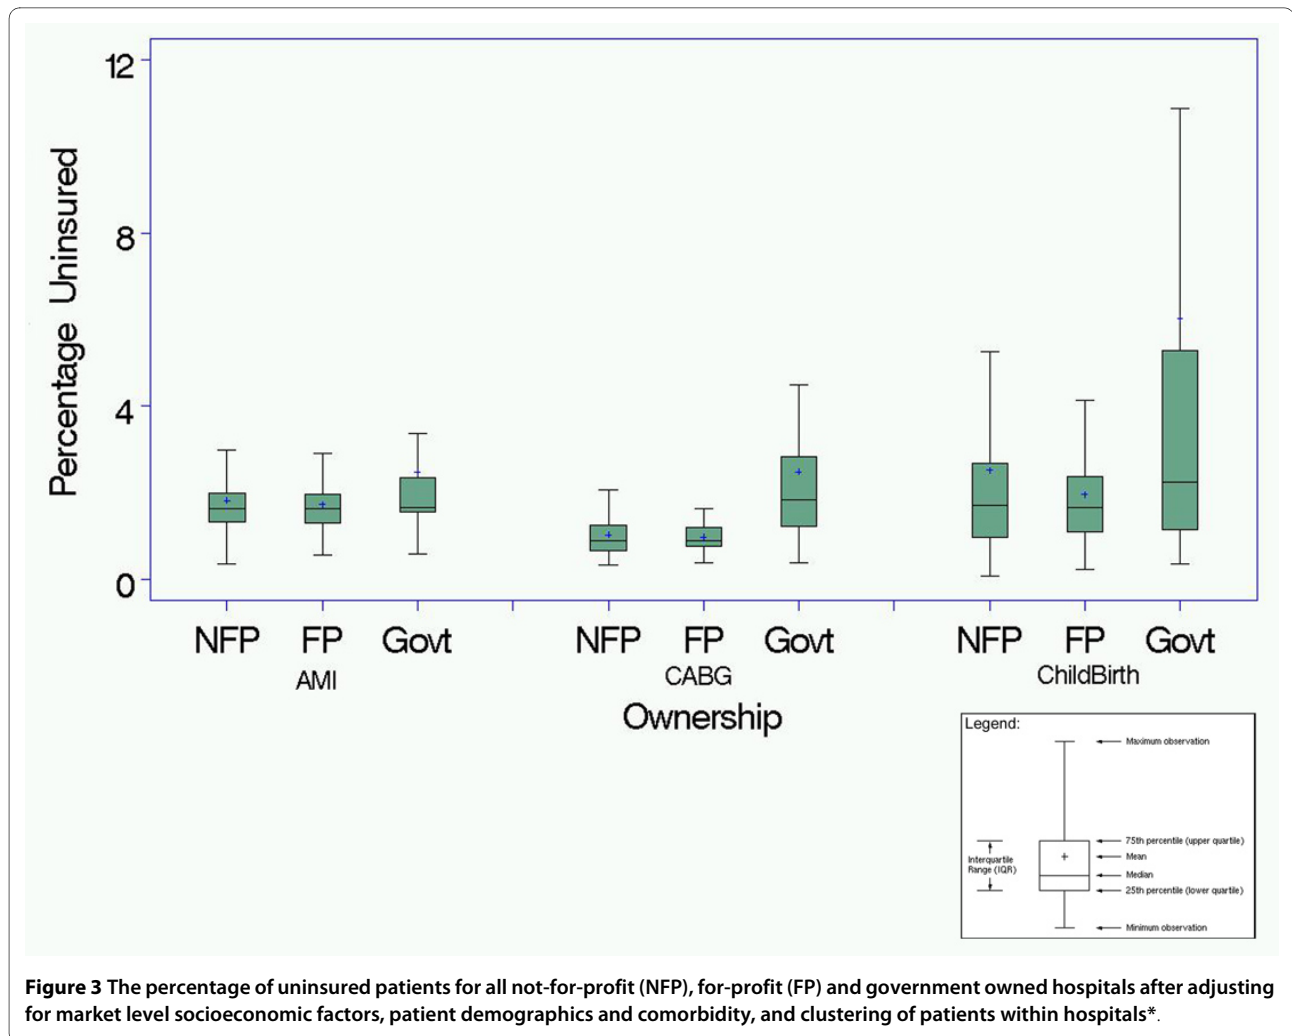 12
8
4
0
Percentage Uninsured
NFP FP Govt NFP FP Govt NFP FP Govt
AMI CABG ChildBirth
Ownership
Legend:
Maximum observation
75th percentile (upper quartile)
Mean
Interquartile
Range (IQR)
Median
25th percentile (lower quartile)
Minimum observation
Figure 3 The percentage of uninsured patients for all not-for-profit (NFP), for-profit (FP) and government owned hospitals after adjusting
for market level socioeconomic factors, patient demographics and comorbidity, and clustering of patients within hospitals*.